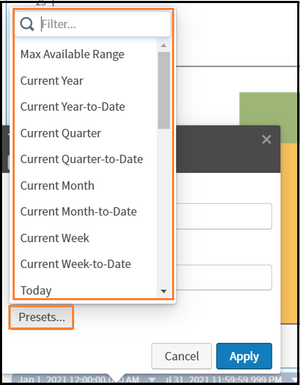 Filter...
Max Available Range
Current Year
Current Year-to-Date
Current Quarter
Current Quarter-to-Date
Current Month
Current Month-to-Date
Current Week
Current Week-to-Date
Today
Presets...
Cancel Apply
Jan 1, 2021 12:00:00 AM 31, 2021 11:59:59.999 PM